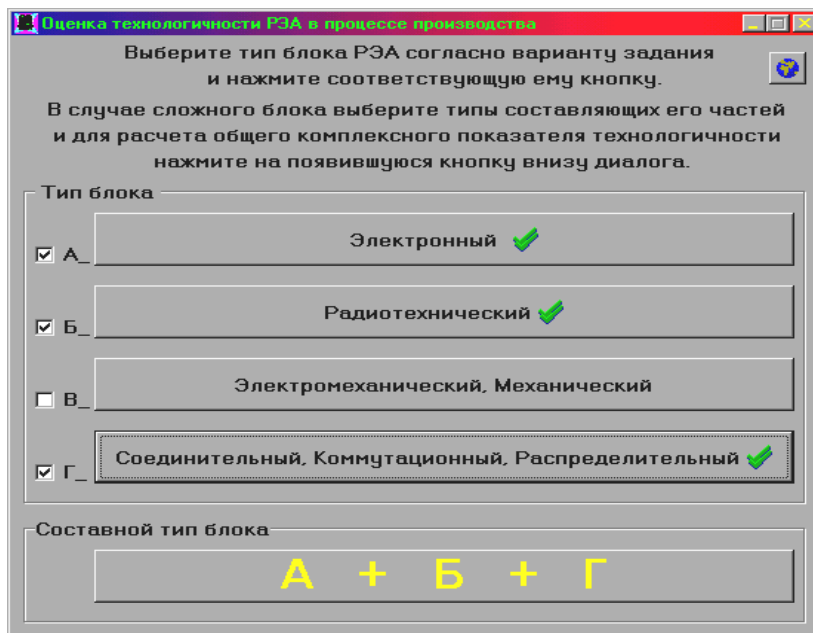 Оценка технологичности РЭА в процессе производства
Выберите тип блока РЭА согласно варианту задания
и нажмите соответствующую ему кнопку.
В случае сложного блока выберите типы составляющих его частей
и для расчета общего комплексного показателя технологичности
нажмите на появившуюся кнопку внизу диалога.
Тип блока
А_ Электронный
Б_ Радиотехнический
В_ Электромеханический, Механический
Г_ Соединительный, Коммутационный, Распределительный
Составной тип блока
А + Б + Г